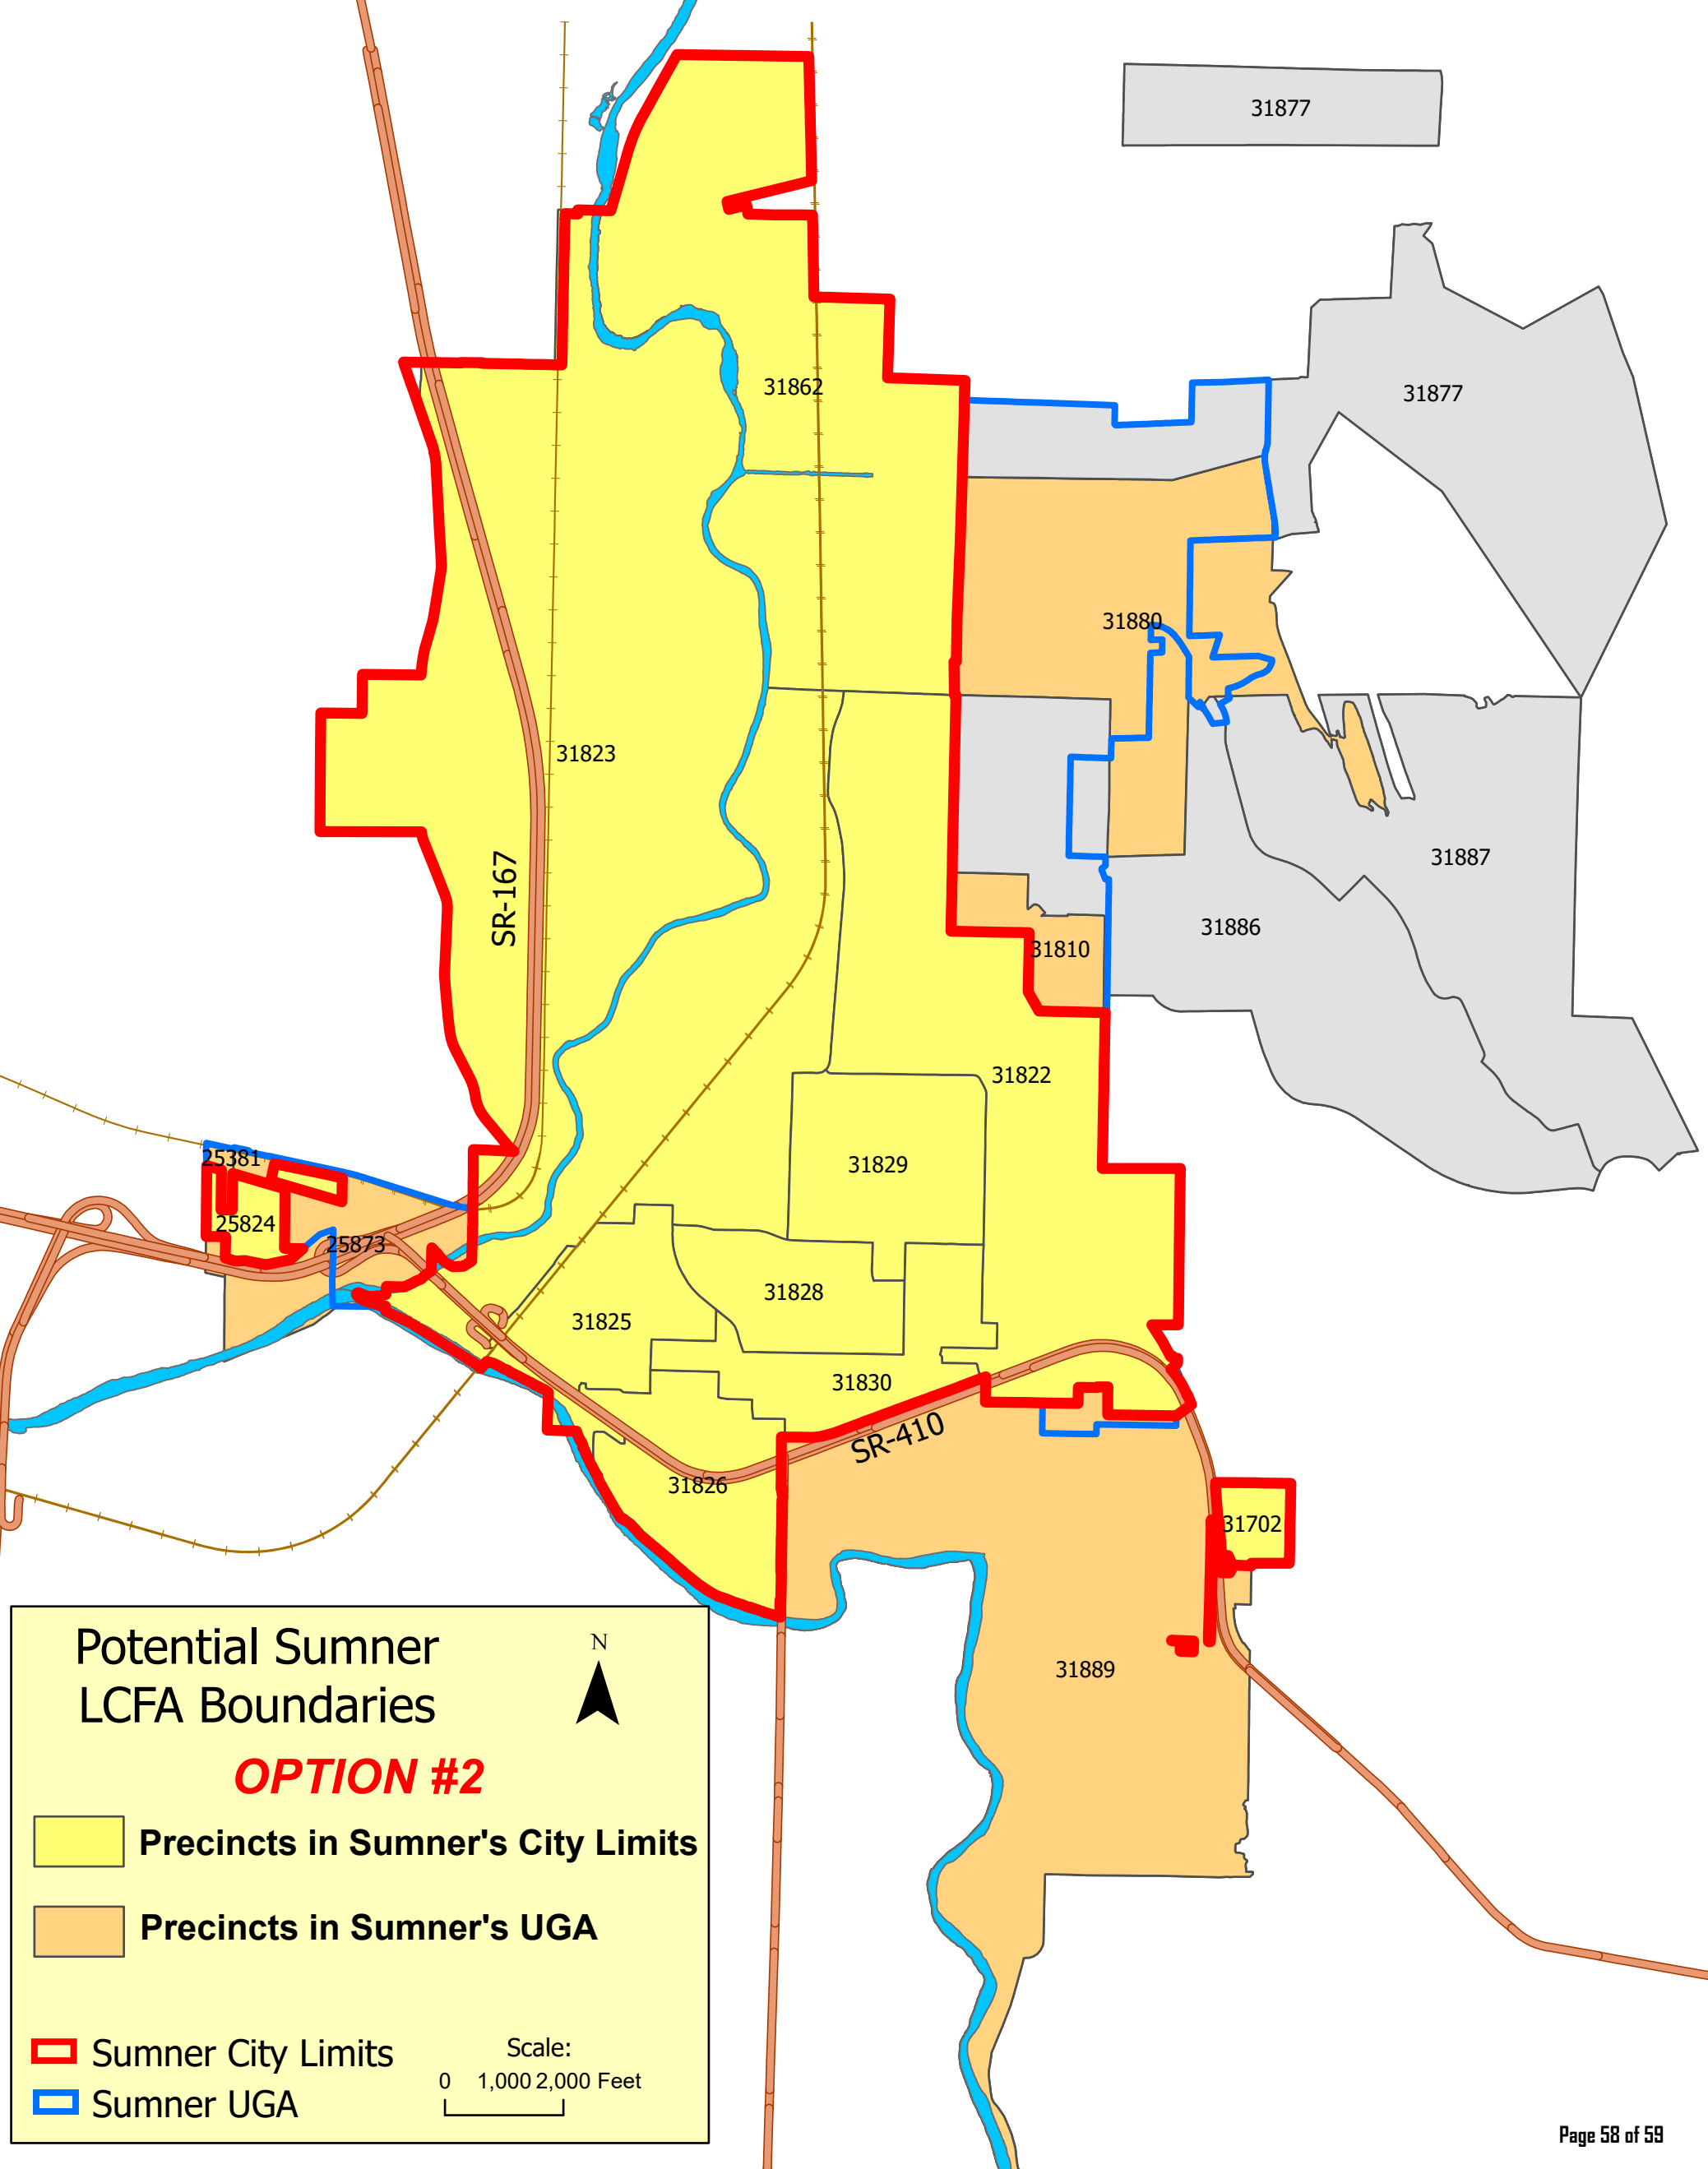 31877
31877
31862
31880
31823
SR-167
31887
31886
31810
31822
25381
31829
25824
25873
31828
31825
31830
SR-410
31826
31702
31889
Potential Sumner
LCFA Boundaries
N
OPTION #2
Precincts in Sumner's City Limits
Precincts in Sumner's UGA
Sumner City Limits
Sumner UGA
Scale:
0 1,000 2,000 Feet
Page 58 of 59